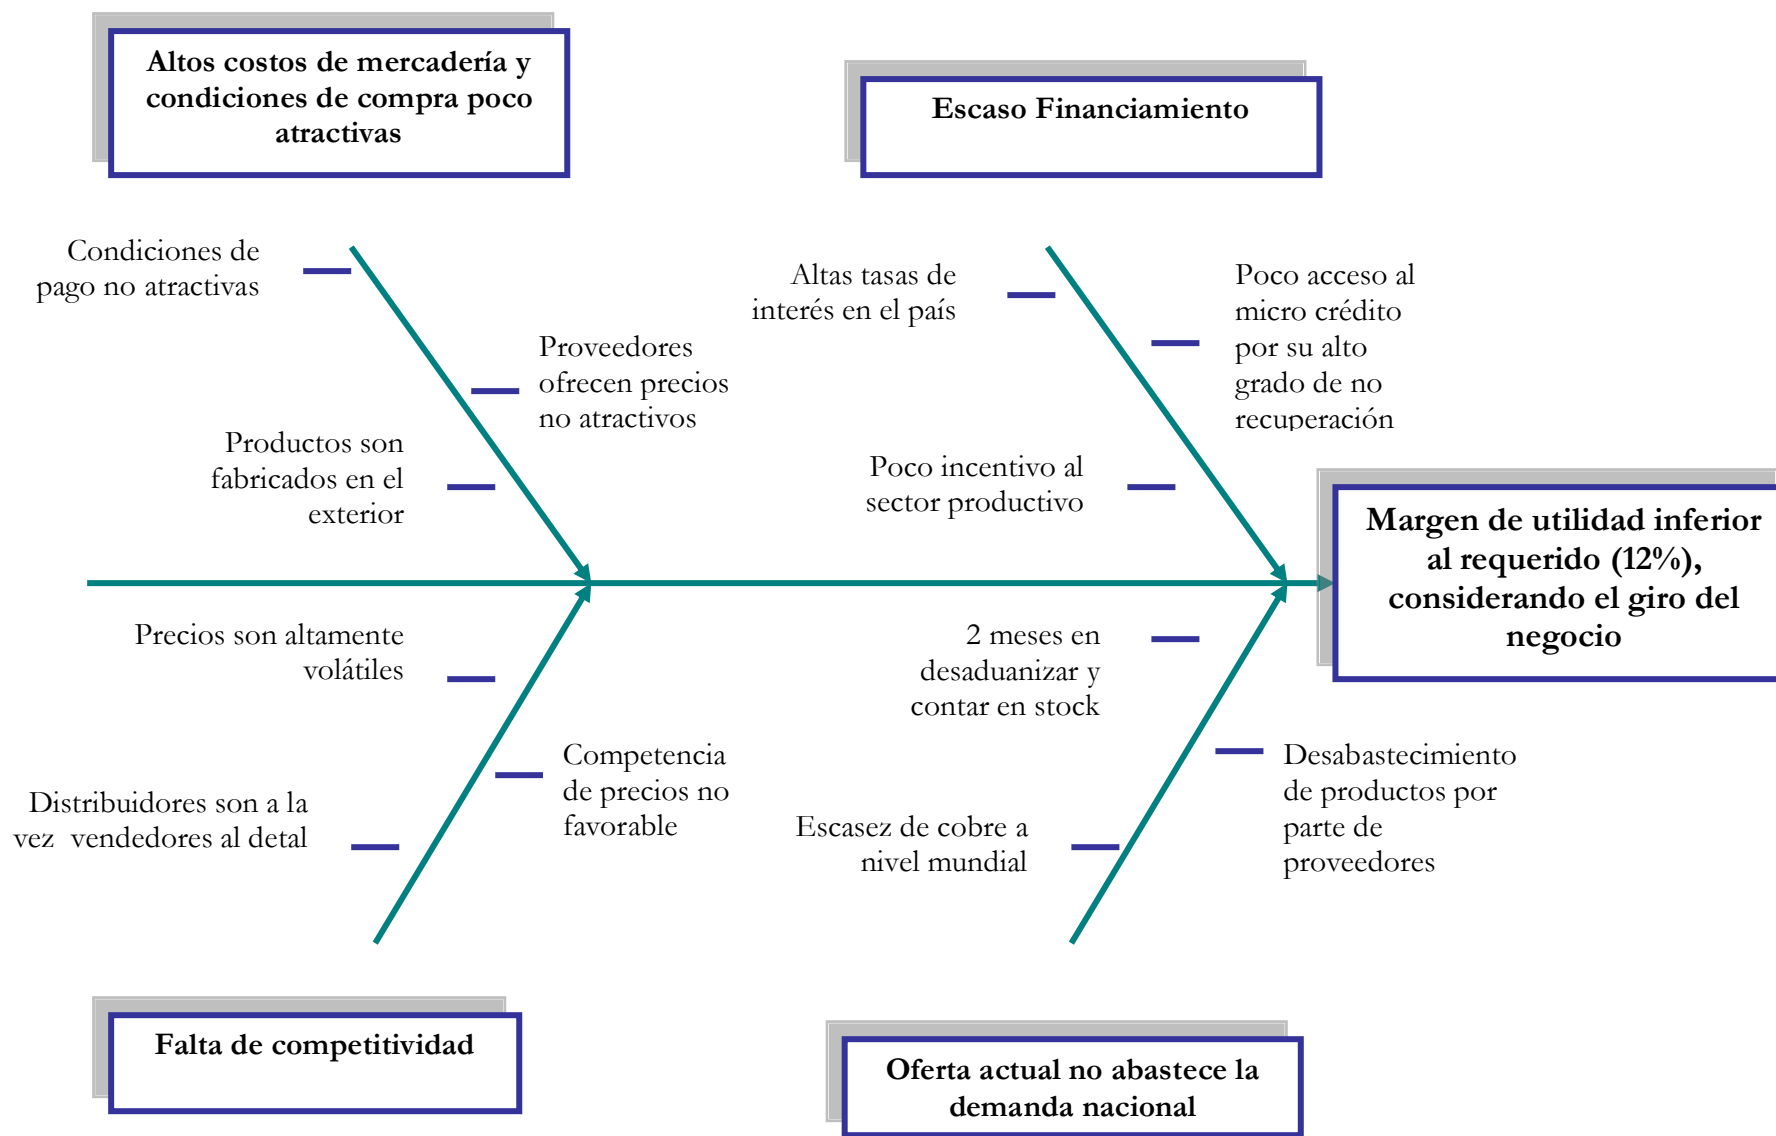 Altos costos de mercadería y
condiciones de compra poco
atractivas
Escaso Financiamiento
Condiciones de
pago no atractivas
Proveedores
ofrecen precios
no atractivos
Productos son
fabricados en el
exterior
Altas tasas de
interés en el país
Poco acceso al
micro crédito
por su alto
grado de no
recuperación
Poco incentivo al
sector productivo
Margen de utilidad inferior
al requerido (12%),
considerando el giro del
negocio
Precios son altamente
volátiles
Competencia
de precios no
favorable
Distribuidores son a la
vez vendedores al detal
2 meses en
desaduanizar y
contar en stock
Desabastecimiento
de productos por
parte de
proveedores
Escasez de cobre a
nivel mundial
Falta de competitividad
Oferta actual no abastece la
demanda nacional